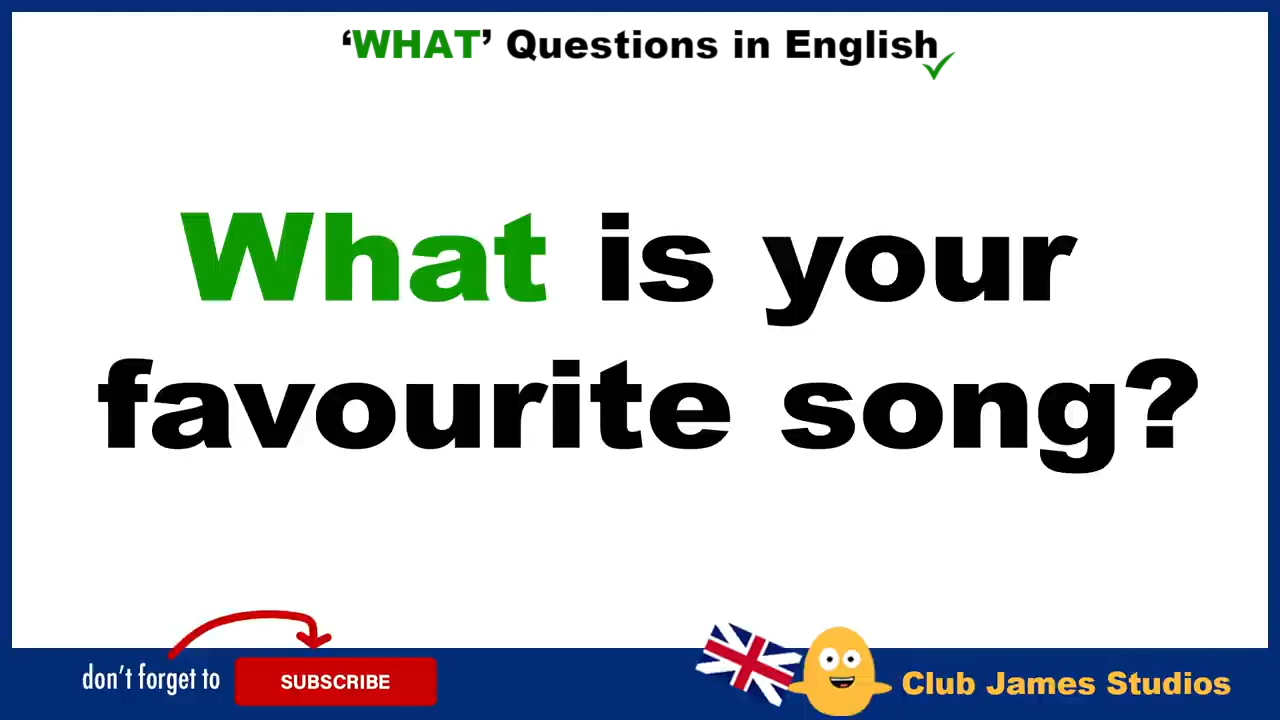 ‘WHAT’ Questions in English
What is your
favourite song?
don't forget to
SUBSCRIBE
Club James Studios